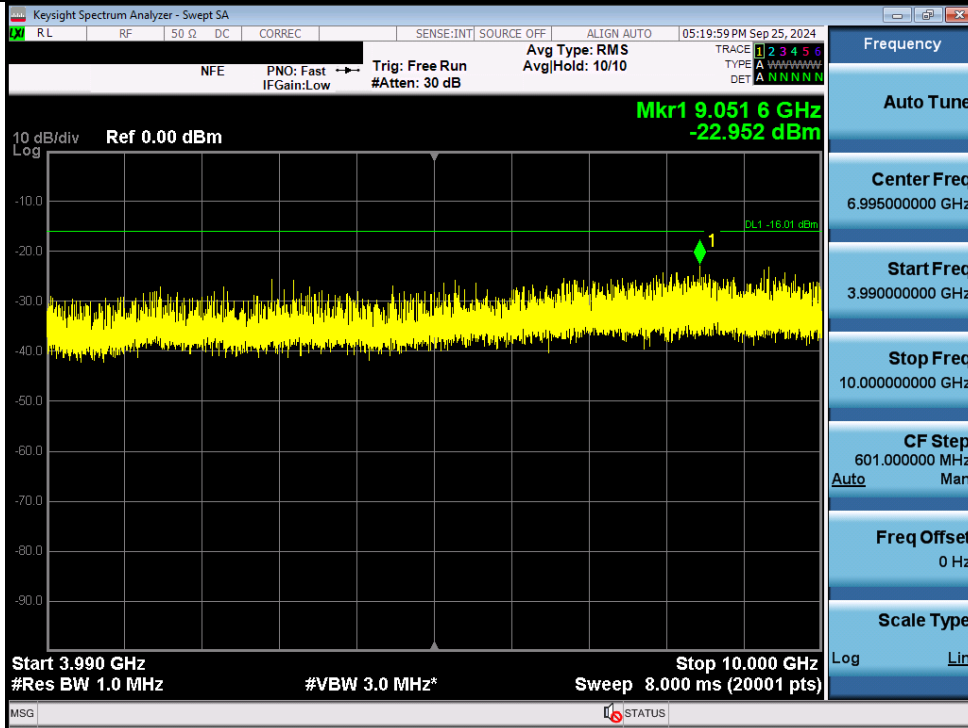 Keysight Spectrum Analyzer - Swept SA
LXI RL RF 50 Ω DC CORREC SENSE:INT SOURCE OFF ALIGN AUTO 05:19:59 PM Sep 25, 2024
NFE
PNO: Fast
IFGain:Low
Trig: Free Run
#Atten: 30 dB
Avg Type: RMS
Avg|Hold: 10/10
TRACE 1 2 3 4 5 6
TYPE A WWWWW
DET A N N N N N
Mkr1 9.051 6 GHz
-22.952 dBm
10 dB/div
Log
Ref 0.00 dBm
-10.0
DL1 -16.01 dBm
1
-20.0
-30.0
-40.0
-50.0
-60.0
-70.0
-80.0
-90.0
Start 3.990 GHz
Stop 10.000 GHz
#Res BW 1.0 MHz
#VBW 3.0 MHz*
Sweep 8.000 ms (20001 pts)
MSG
STATUS
Frequency
Auto Tune
Center Freq
6.995000000 GHz
Start Freq
3.990000000 GHz
Stop Freq
10.000000000 GHz
CF Step
601.000000 MHz
Auto Man
Freq Offset
0 Hz
Scale Type
Log Lin